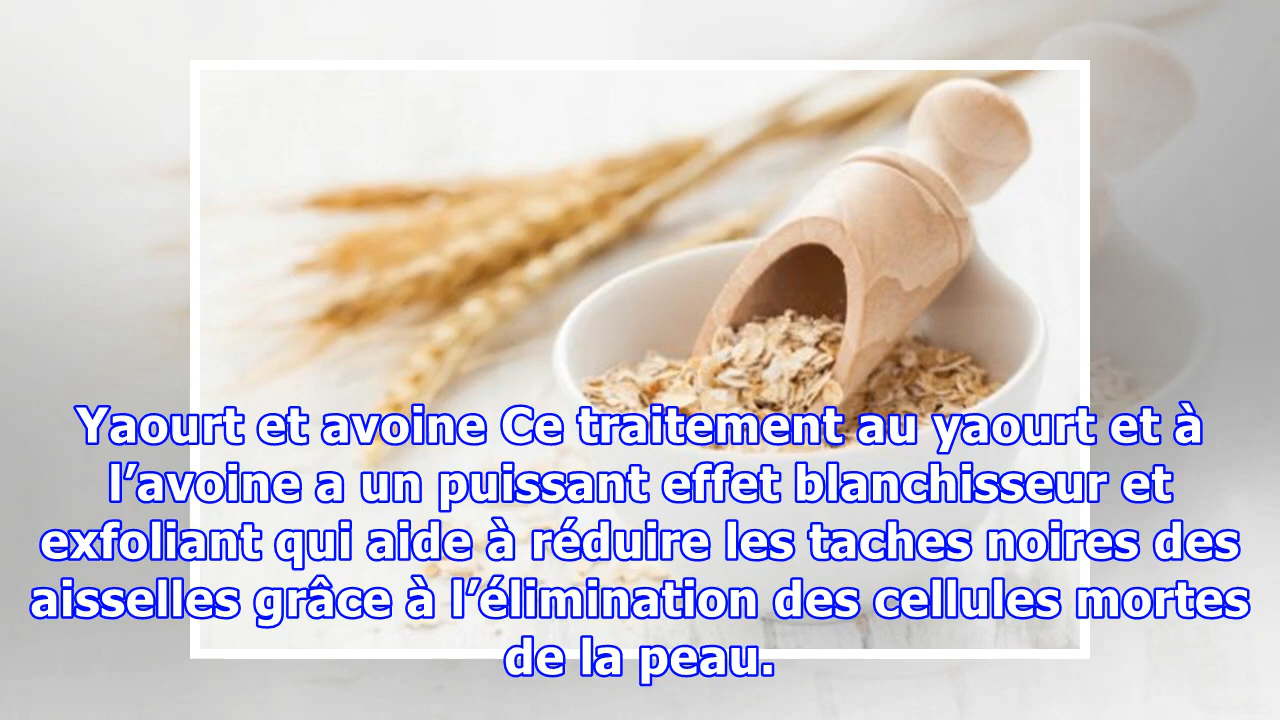 Yaourt et avoine Ce traitement au yaourt et à
l’avoine a un puissant effet blanchisseur et
exfoliant qui aide à réduire les taches noires des
aisselles grâce à l’élimination des cellules mortes
de la peau.